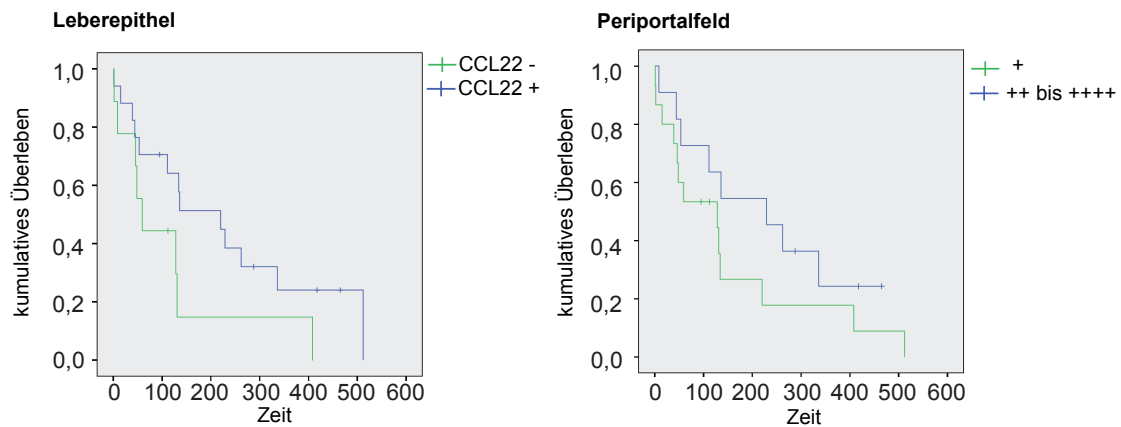 Leberepithel
CCL22 -
CCL22 +
kumulatives Überleben
1,0
0,8
0,6
0,4
0,2
0,0
0 100 200 300 400 500 600
Zeit
Periportalfeld
+
++ bis ++++
kumulatives Überleben
1,0
0,8
0,6
0,4
0,2
0,0
0 100 200 300 400 500 600
Zeit